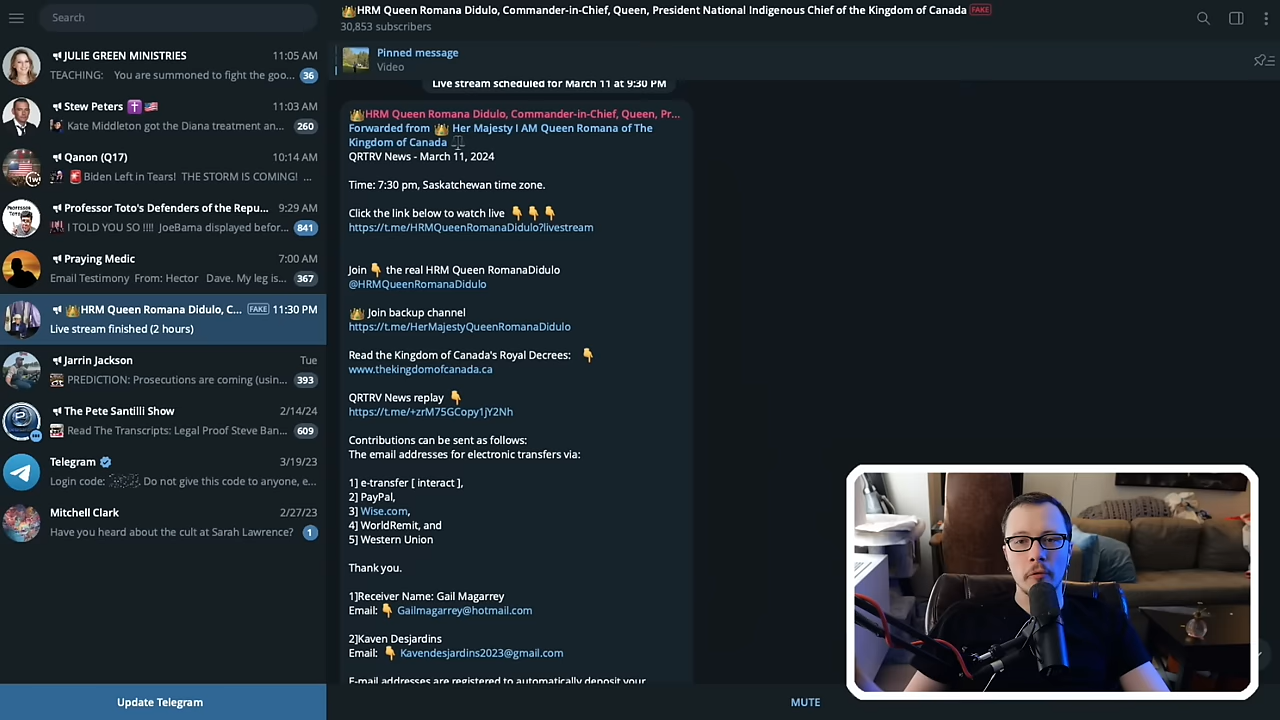 Search
JULIE GREEN MINISTRIES 11:05 AM
TEACHING: You are summoned to fight the goo... 36
Stew Peters 11:03 AM
Kate Middleton got the Diana treatment an... 260
Qanon (Q17) 10:14 AM
Biden Left in Tears! THE STORM IS COMING! ...
Professor Toto's Defenders of the Repu... 9:29 AM
I TOLD YOU SO !!!! JoeBama displayed befor... 841
Praying Medic 7:00 AM
Email Testimony From: Hector Dave. My leg is... 367
👑HRM Queen Romana Didulo, C... FAKE 11:30 PM
Live stream finished (2 hours)
Jarrin Jackson Tue
PREDICTION: Prosecutions are coming (usin... 393
The Pete Santilli Show 2/14/24
Read The Transcripts: Legal Proof Steve Ban... 609
Telegram 3/19/23
Login code: . Do not give this code to anyone, e...
Mitchell Clark 2/27/23
Have you heard about the cult at Sarah Lawrence? 1
Update Telegram
👑HRM Queen Romana Didulo, Commander-in-Chief, Queen, President National Indigenous Chief of the Kingdom of Canada FAKE
30,853 subscribers
Pinned message
Video
Live stream scheduled for March 11 at 9:30 PM
👑HRM Queen Romana Didulo, Commander-in-Chief, Queen, Pr...
Forwarded from 👑 Her Majesty I AM Queen Romana of The
Kingdom of Canada ⚖
QRTRV News - March 11, 2024
Time: 7:30 pm, Saskatchewan time zone.
Click the link below to watch live 👇👇👇
https://t.me/HRMQueenRomanaDidulo?livestream
Join 👇 the real HRM Queen RomanaDidulo
@HRMQueenRomanaDidulo
👑 Join backup channel
https://t.me/HerMajestyQueenRomanaDidulo
Read the Kingdom of Canada's Royal Decrees: 👇
www.thekingdomofcanada.ca
QRTRV News replay 👇
https://t.me/+zrM75GCopy1jY2Nh
Contributions can be sent as follows:
The email addresses for electronic transfers via:
1] e-transfer [ interact ],
2] PayPal,
3] Wise.com,
4] WorldRemit, and
5] Western Union
Thank you.
1]Receiver Name: Gail Magarrey
Email: 👇 Gailmagarrey@hotmail.com
2]Kaven Desjardins
Email: 👇 Kavendesjardins2023@gmail.com
E-mail addresses are registered to automatically deposit your
MUTE